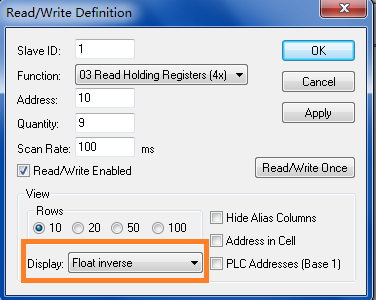 Read/Write Definition
Slave ID: 1
OK
Function: 03 Read Holding Registers (4x)
Cancel
Address: 10
Quantity: 9
Apply
Scan Rate: 100 ms
Read/Write Enabled
Read/Write Once
View
Rows
10 20 50 100
Hide Alias Columns
Address in Cell
Display: Float inverse
PLC Addresses (Base 1)